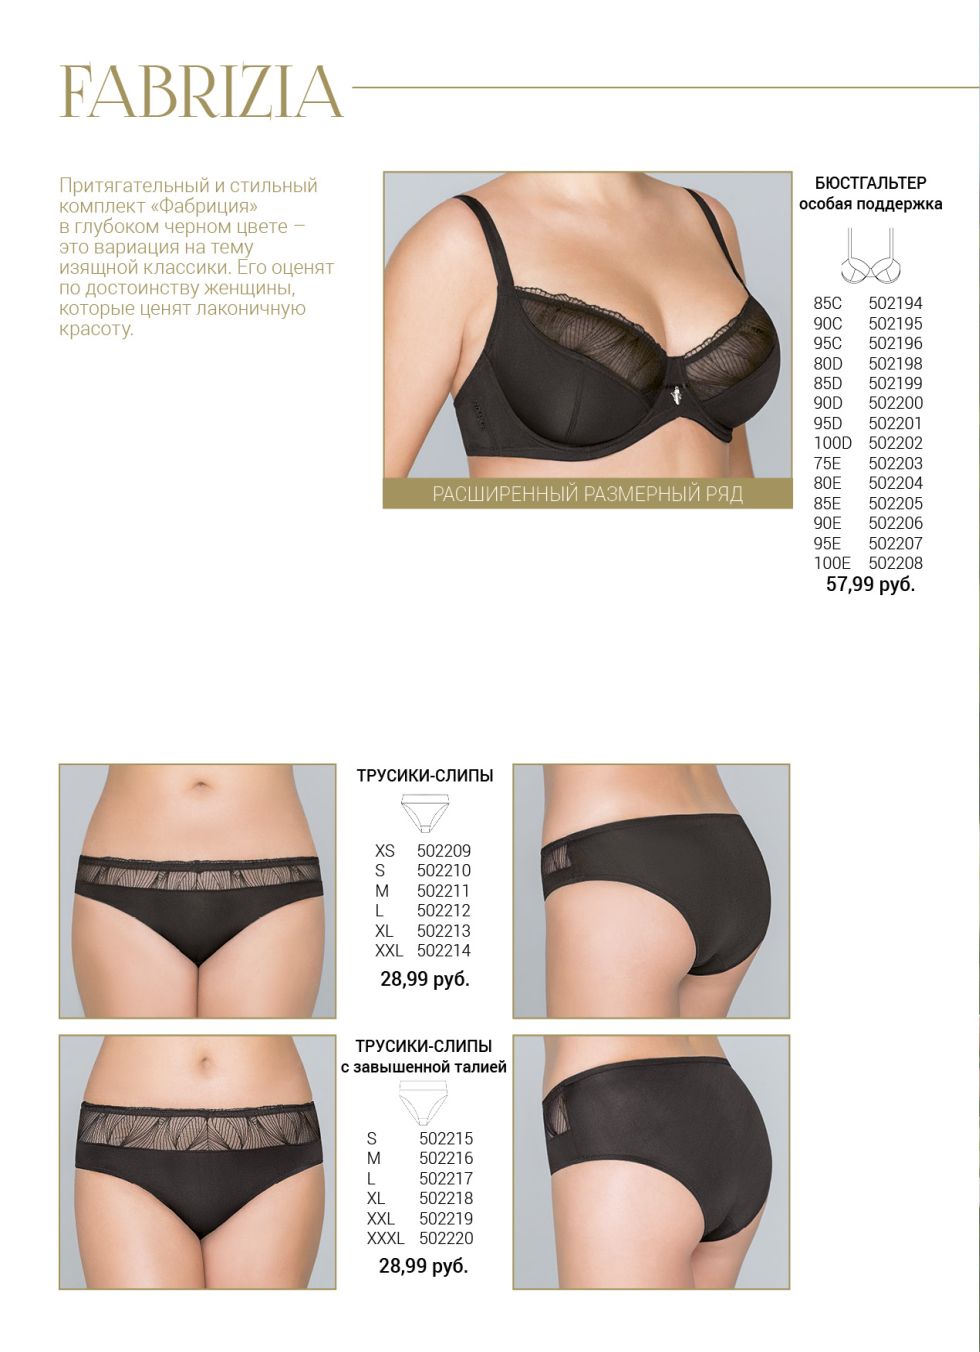 FABRIZIA
Притягательный и стильный
комплект «Фабриция»
в глубоком черном цвете –
это вариация на тему
изящной классики. Его оценят
по достоинству женщины,
которые ценят лаконичную
красоту.
РАСШИРЕННЫЙ РАЗМЕРНЫЙ РЯД
БЮСТГАЛЬТЕР
особая поддержка
85C 502194
90C 502195
95C 502196
80D 502198
85D 502199
90D 502200
95D 502201
100D 502202
75E 502203
80E 502204
85E 502205
90E 502206
95E 502207
100E 502208
57,99 руб.
ТРУСИКИ-СЛИПЫ
XS 502209
S 502210
M 502211
L 502212
XL 502213
XXL 502214
28,99 руб.
ТРУСИКИ-СЛИПЫ
с завышенной талией
S 502215
M 502216
L 502217
XL 502218
XXL 502219
XXXL 502220
28,99 руб.